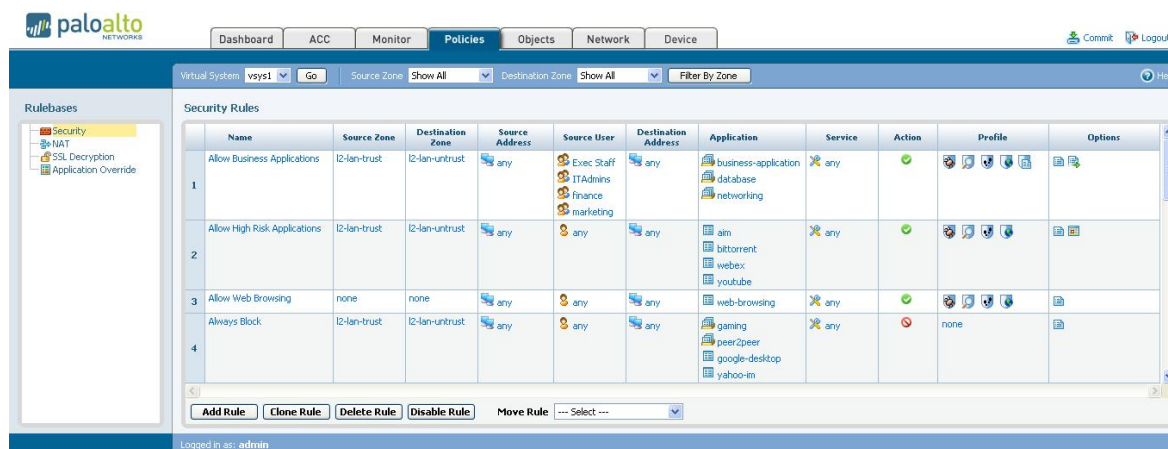 paloalto
NETWORKS
Dashboard ACC Monitor Policies Objects Network Device
Commit Logout
Virtual System vsys1 Go Source Zone Show All Destination Zone Show All Filter By Zone He
Rulebases
Security
NAT
SSL Decryption
Application Override
Security Rules
Name Source Zone Destination Zone Source Address Source User Destination Address Application Service Action Profile Options
1 Allow Business Applications l2-lan-trust l2-lan-untrust any Exec Staff any business-application any
ITAdmins database
finance networking
marketing
2 Allow High Risk Applications l2-lan-trust l2-lan-untrust any any any aim any
bittorrent
webex
youtube
3 Allow Web Browsing none none any any any web-browsing any
4 Always Block l2-lan-trust l2-lan-untrust any any any gaming any none
peer2peer
google-desktop
yahoo-im
Add Rule Clone Rule Delete Rule Disable Rule Move Rule --- Select ---
Logged in as: admin